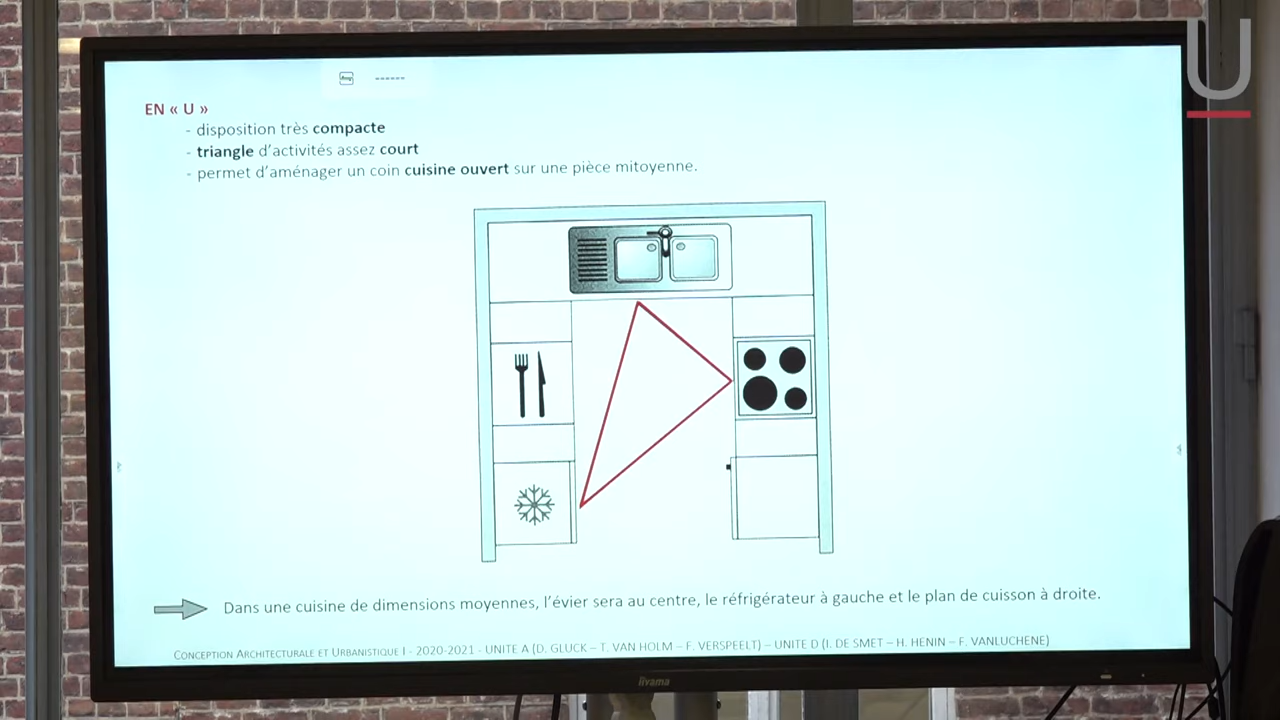 U
EN « U »
- disposition très compacte
- triangle d'activités assez court
- permet d'aménager un coin cuisine ouvert sur une pièce mitoyenne.
Dans une cuisine de dimensions moyennes, l'évier sera au centre, le réfrigérateur à gauche et le plan de cuisson à droite.
CONCEPTION ARCHITECTURALE ET URBANISTIQUE I - 2020-2021 - UNITE A (D. GLUCK – T. VAN HOLM – F. VERSPEELT) – UNITE D (I. DE SMET – H. HENIN – F. VANLUCHENE)
iiyama